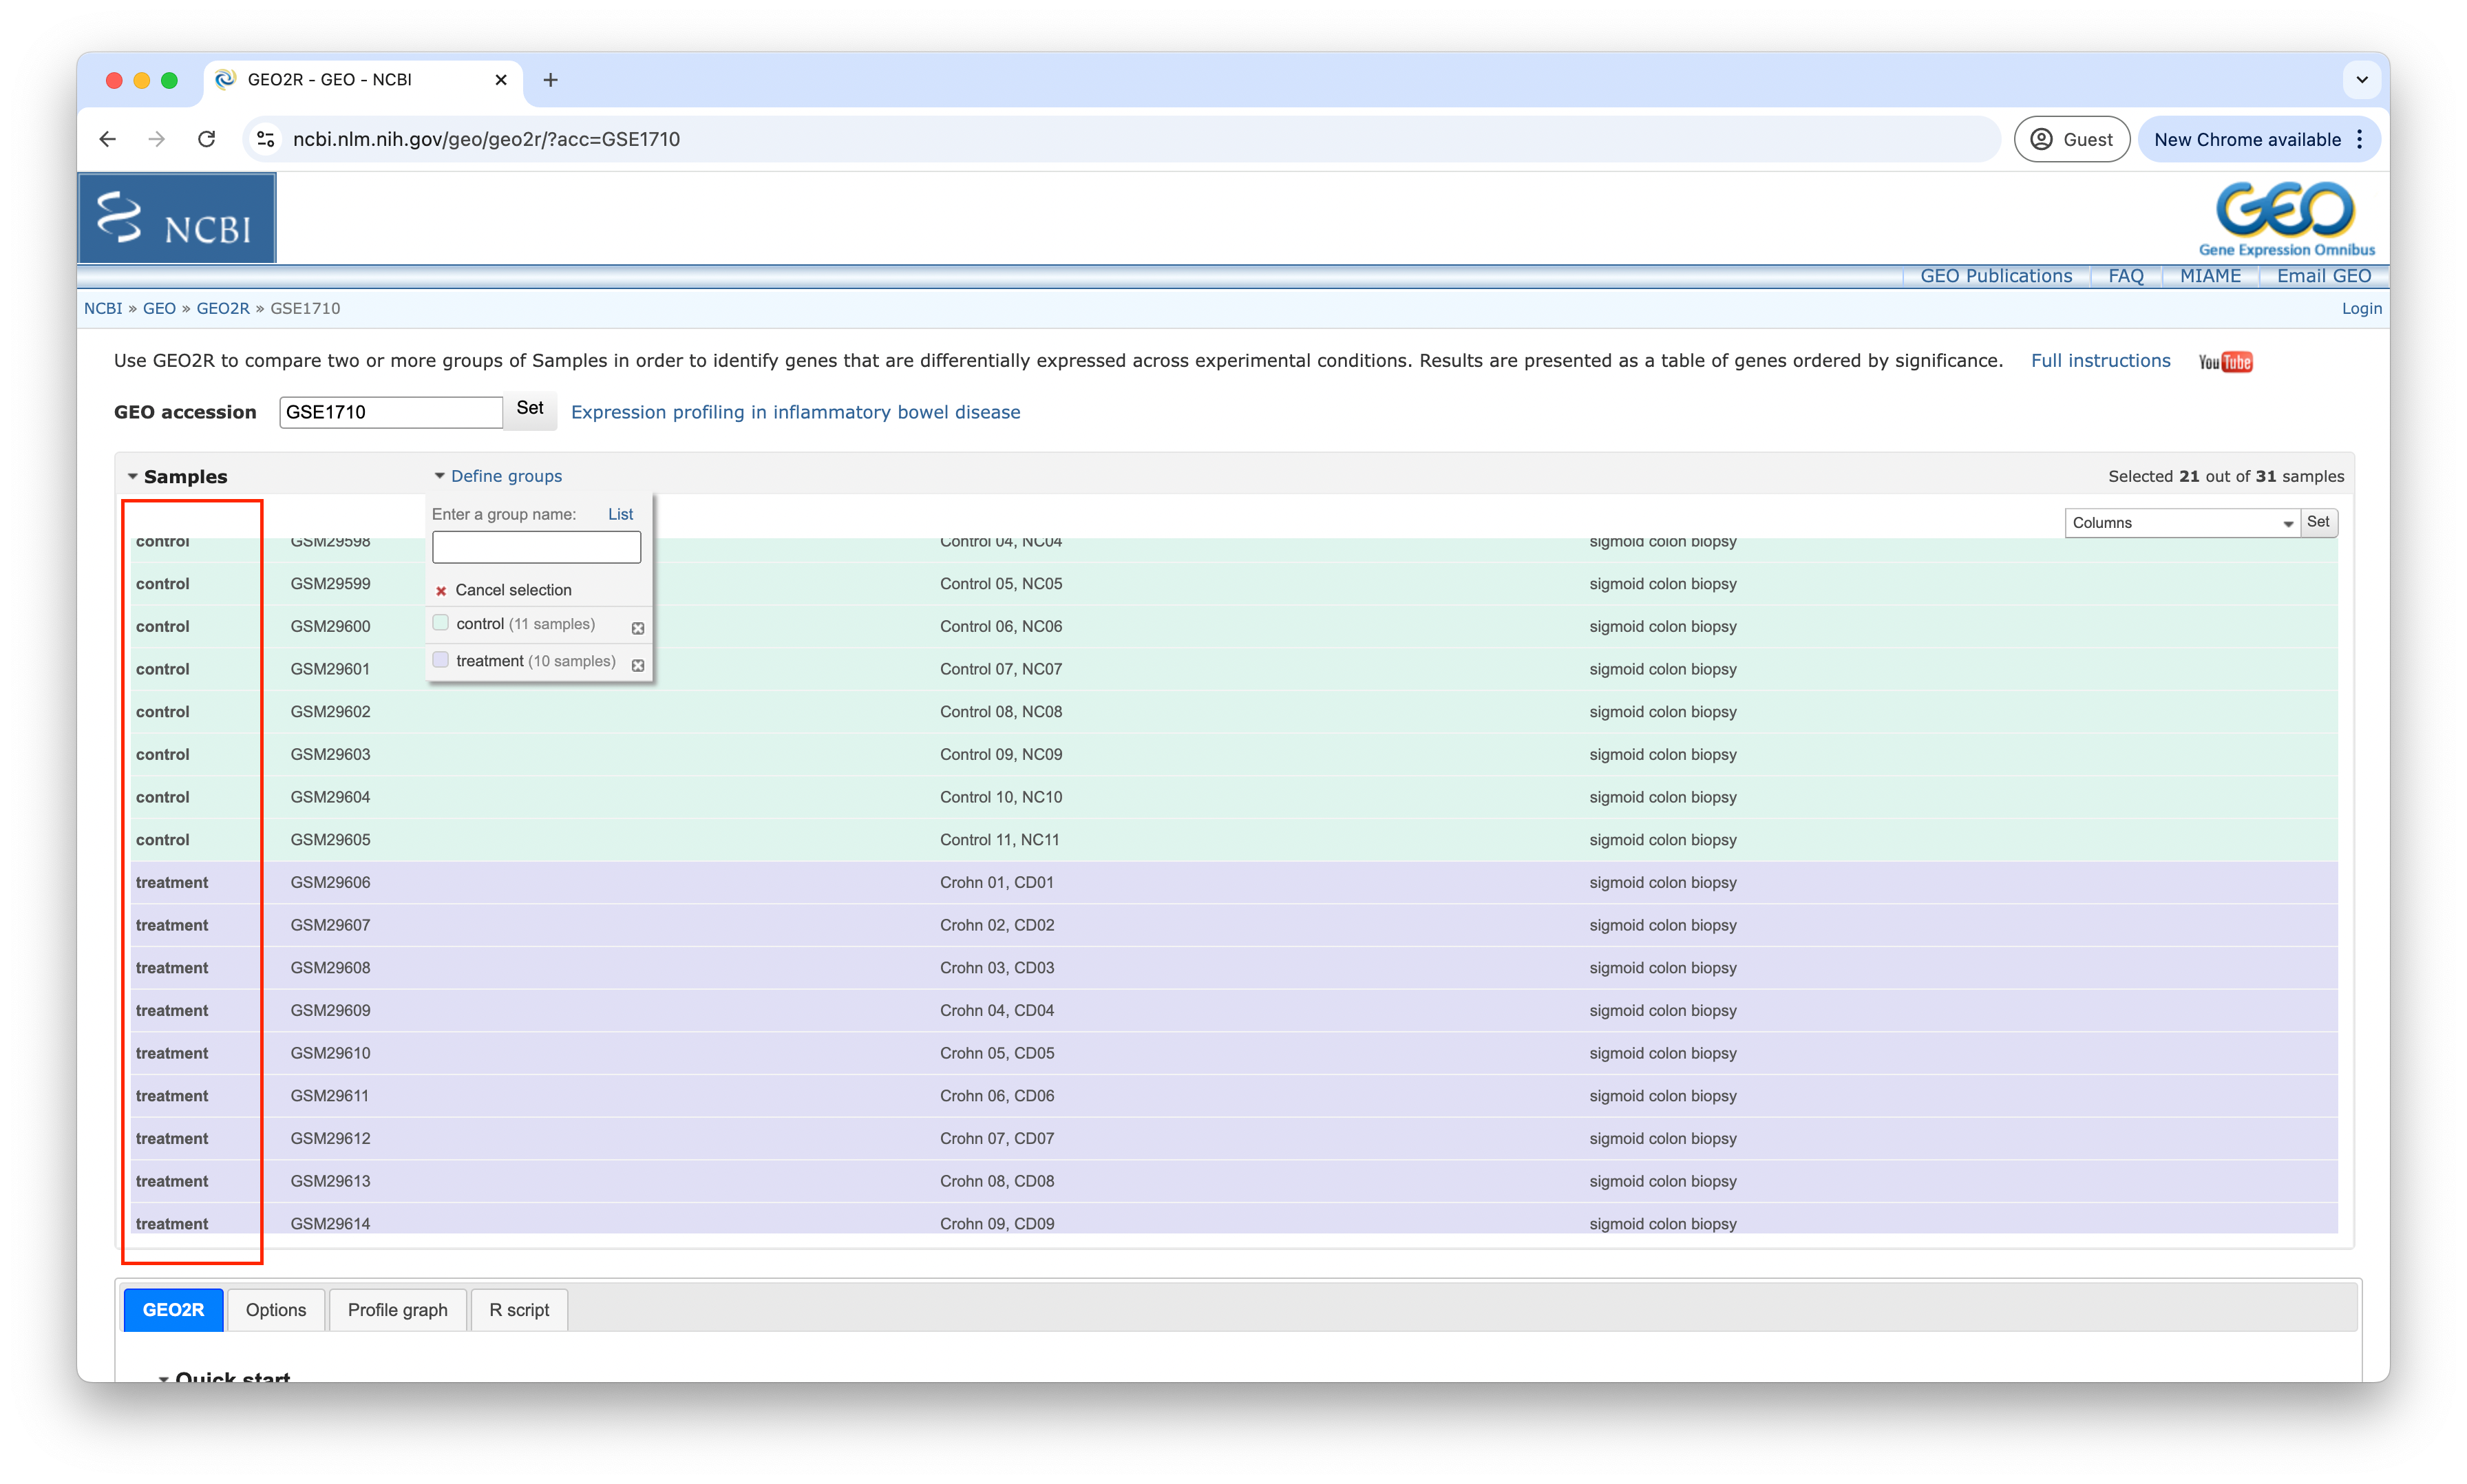 GEO2R - GEO - NCBI
ncbi.nlm.nih.gov/geo/geo2r/?acc=GSE1710
Guest
New Chrome available
NCBI
GEO
Gene Expression Omnibus
GEO Publications FAQ MIAME Email GEO
NCBI » GEO » GEO2R » GSE1710
Login
Use GEO2R to compare two or more groups of Samples in order to identify genes that are differentially expressed across experimental conditions. Results are presented as a table of genes ordered by significance. Full instructions YouTube
GEO accession GSE1710 Set Expression profiling in inflammatory bowel disease
Samples Define groups Selected 21 out of 31 samples
Enter a group name: List
Columns Set
Cancel selection
control (11 samples)
treatment (10 samples)
control GSM29598 Control 04, NC04 sigmoid colon biopsy
control GSM29599 Control 05, NC05 sigmoid colon biopsy
control GSM29600 Control 06, NC06 sigmoid colon biopsy
control GSM29601 Control 07, NC07 sigmoid colon biopsy
control GSM29602 Control 08, NC08 sigmoid colon biopsy
control GSM29603 Control 09, NC09 sigmoid colon biopsy
control GSM29604 Control 10, NC10 sigmoid colon biopsy
control GSM29605 Control 11, NC11 sigmoid colon biopsy
treatment GSM29606 Crohn 01, CD01 sigmoid colon biopsy
treatment GSM29607 Crohn 02, CD02 sigmoid colon biopsy
treatment GSM29608 Crohn 03, CD03 sigmoid colon biopsy
treatment GSM29609 Crohn 04, CD04 sigmoid colon biopsy
treatment GSM29610 Crohn 05, CD05 sigmoid colon biopsy
treatment GSM29611 Crohn 06, CD06 sigmoid colon biopsy
treatment GSM29612 Crohn 07, CD07 sigmoid colon biopsy
treatment GSM29613 Crohn 08, CD08 sigmoid colon biopsy
treatment GSM29614 Crohn 09, CD09 sigmoid colon biopsy
GEO2R Options Profile graph R script
Quick start